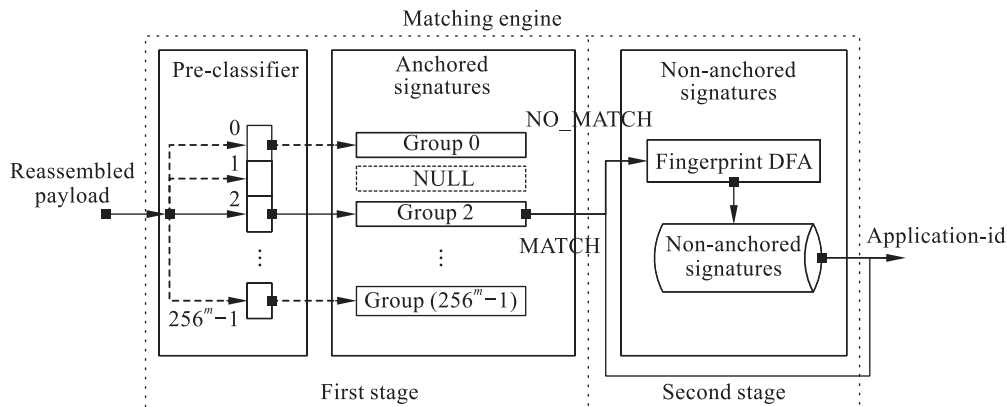 Matching engine
Pre-classifier
Anchored
signatures
Non-anchored
signatures
NO_MATCH
0
Group 0
Fingerprint DFA
1
NULL
Reassembled
payload
2
Group 2
MATCH
Non-anchored
signatures
Application-id
⋮
⋮
256^m−1
Group (256^m−1)
First stage
Second stage